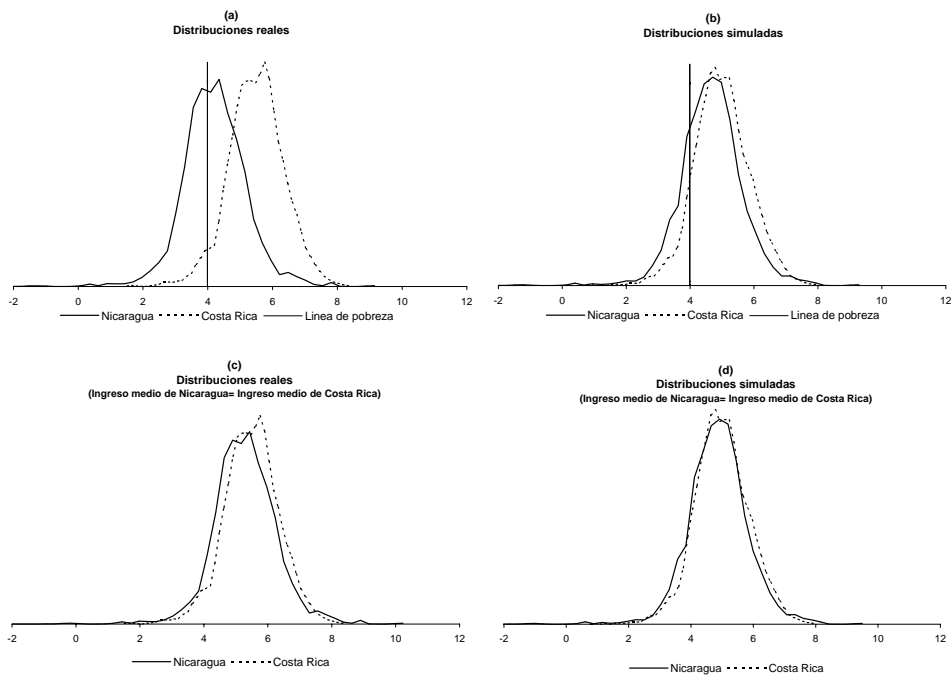 (a)
Distribuciones reales
-2 0 2 4 6 8 10 12
Nicaragua Costa Rica Linea de pobreza
(b)
Distribuciones simuladas
-2 0 2 4 6 8 10 12
Nicaragua Costa Rica Linea de pobreza
(c)
Distribuciones reales
(Ingreso medio de Nicaragua= Ingreso medio de Costa Rica)
-2 0 2 4 6 8 10 12
Nicaragua Costa Rica
(d)
Distribuciones simuladas
(Ingreso medio de Nicaragua= Ingreso medio de Costa Rica)
-2 0 2 4 6 8 10 12
Nicaragua Costa Rica